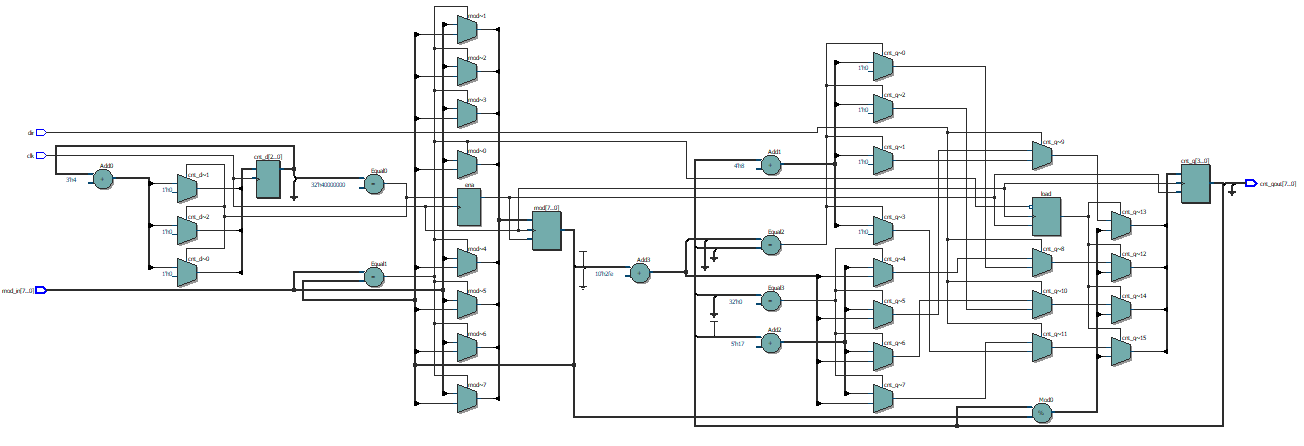 dir
clk
mod_in[7..0]
Add0
3'h4
+
cnt_d~1
1'h0
cnt_d~2
1'h0
cnt_d~0
1'h0
cnt_d[2..0]
Equal0
32'h40000000
=
Equal1
=
mod~1
mod~2
mod~3
mod~0
ena
mod~4
mod~5
mod~6
mod~7
mod[7..0]
10'h2fe
Add3
+
Add1
4'h8
+
Equal2
=
Equal3
32'h0
=
Add2
5'h17
+
cnt_q~0
1'h0
cnt_q~2
1'h0
cnt_q~1
1'h0
cnt_q~3
1'h0
cnt_q~4
cnt_q~5
cnt_q~6
cnt_q~7
cnt_q~9
load
cnt_q~8
cnt_q~10
cnt_q~11
Mod0
%
cnt_q~13
cnt_q~12
cnt_q~14
cnt_q~15
cnt_q[3..0]
cnt_qout[7..0]